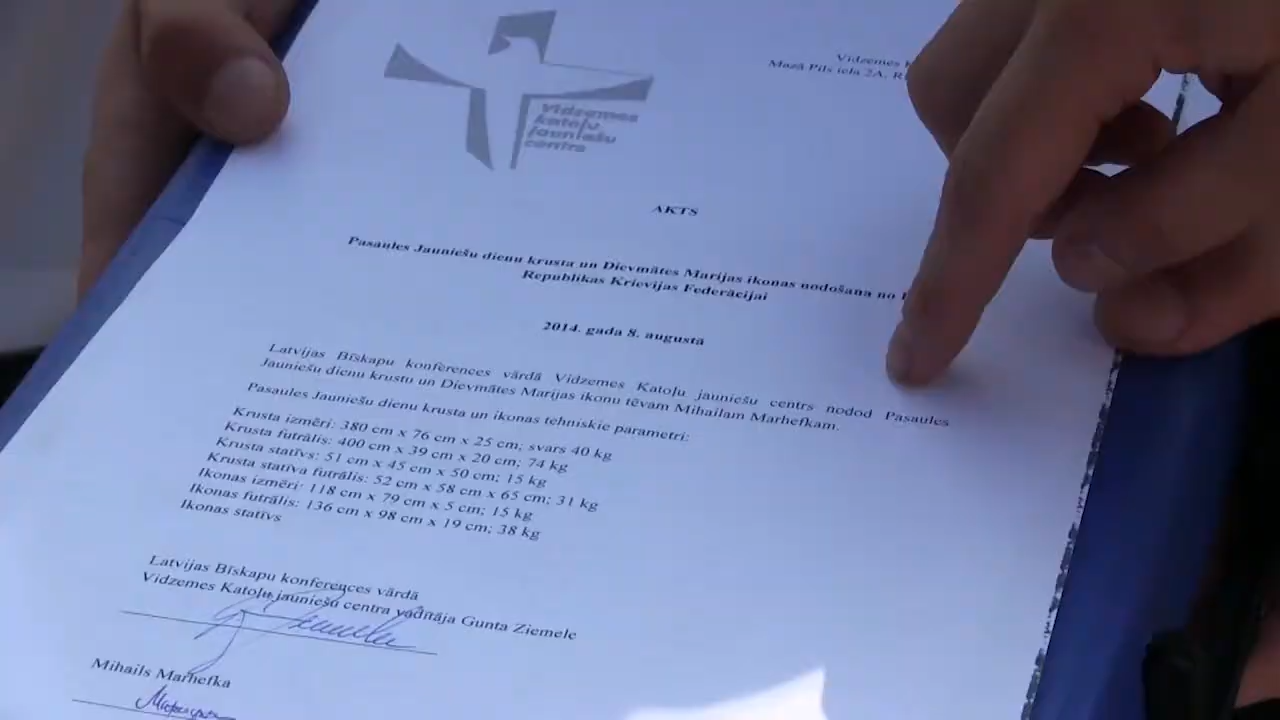 vidzemes
katoļu
jauniešu
centrs
Vidzemes
Mazā Pils iela 2A,
AKTS
Pasaules Jauniešu dienu krusta un Dievmātes Marijas ikonas nodošana no
Republikas Krievijas Federācijai
2014. gada 8. augustā
Latvijas Bīskapu konferences vārdā Vidzemes Katoļu jauniešu centrs nodod Pasaules
Jauniešu dienu krustu un Dievmātes Marijas ikonu tēvam Mihailam Marhefkam.
Pasaules Jauniešu dienu krusta un ikonas tehniskie parametri:
Krusta izmēri: 380 cm x 76 cm x 25 cm; svars 40 kg
Krusta futrālis: 400 cm x 39 cm x 20 cm; 74 kg
Krusta statīvs: 51 cm x 45 cm x 50 cm; 15 kg
Krusta statīva futrālis: 52 cm x 58 cm x 65 cm; 31 kg
Ikonas izmēri: 118 cm x 79 cm x 5 cm; 15 kg
Ikonas futrālis: 136 cm x 98 cm x 19 cm; 38 kg
Ikonas statīvs
Latvijas Bīskapu konferences vārdā
Vidzemes Katoļu jauniešu centra vadītāja Gunta Ziemele
Mihails Marhefka